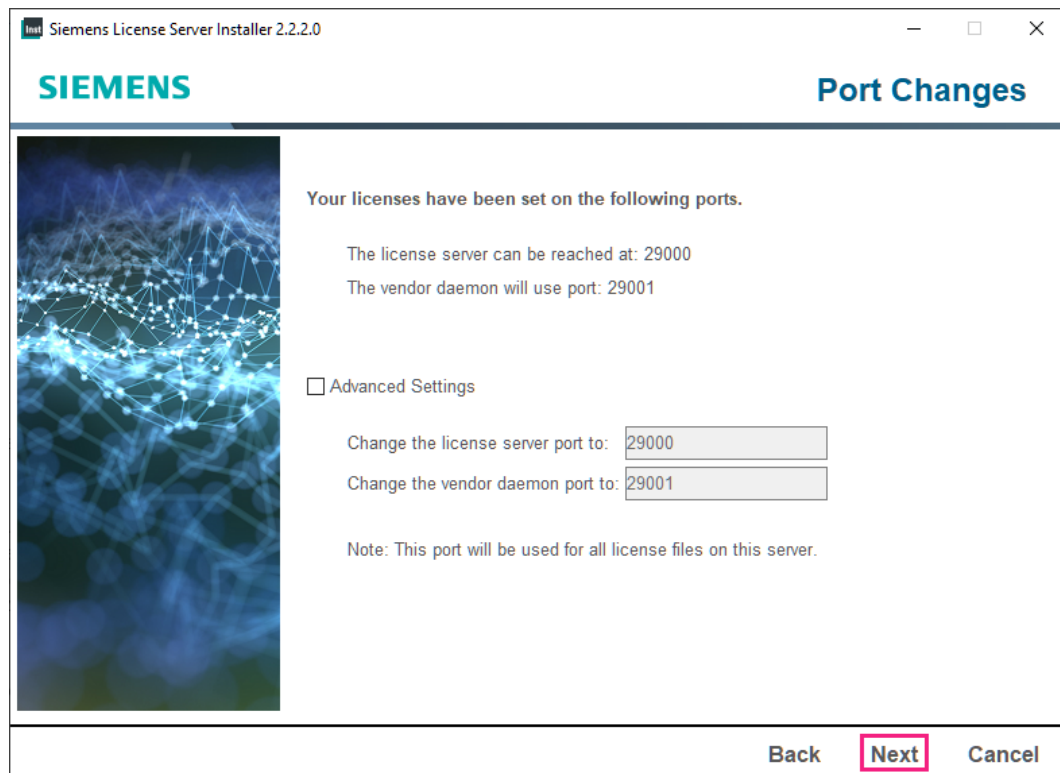 Inst Siemens License Server Installer 2.2.2.0
SIEMENS
Port Changes
Your licenses have been set on the following ports.
The license server can be reached at: 29000
The vendor daemon will use port: 29001
Advanced Settings
Change the license server port to: 29000
Change the vendor daemon port to: 29001
Note: This port will be used for all license files on this server.
Back Next Cancel